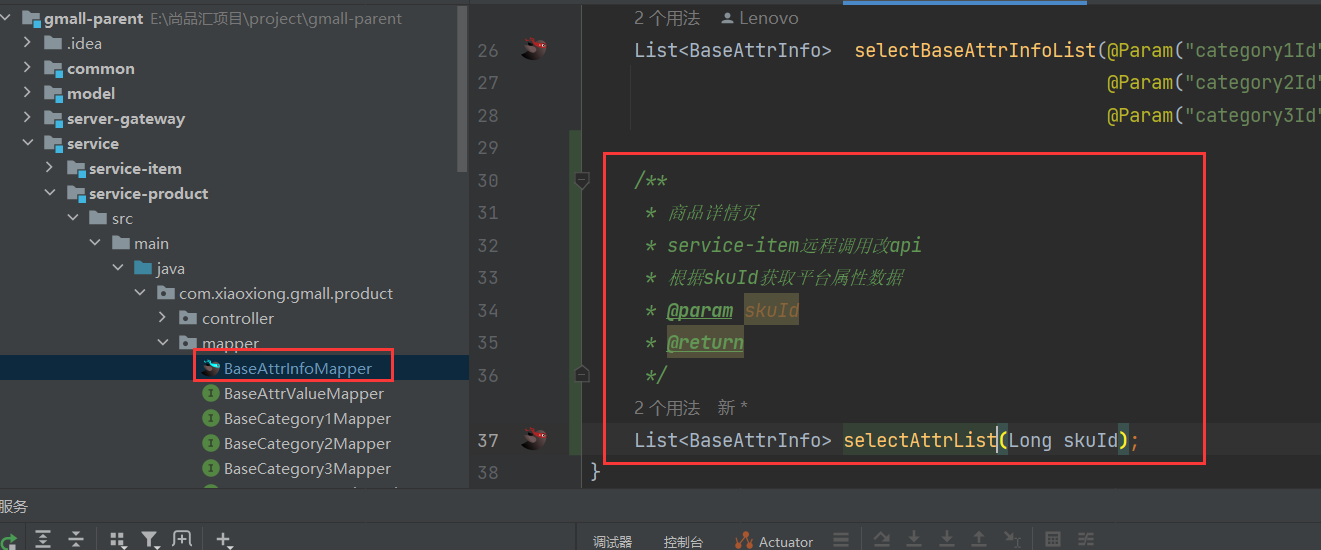 gmall-parent E:\尚品汇项目\project\gmall-parent
.idea
common
model
server-gateway
service
service-item
service-product
src
main
java
com.xiaoxiong.gmall.product
controller
mapper
BaseAttrInfoMapper
BaseAttrValueMapper
BaseCategory1Mapper
BaseCategory2Mapper
BaseCategory3Mapper
2 个用法 Lenovo
26 List<BaseAttrInfo> selectBaseAttrInfoList(@Param("category1Id"
27 @Param("category2Id"
28 @Param("category3Id"
29
30 /**
31 * 商品详情页
32 * service-item远程调用改api
33 * 根据skuId获取平台属性数据
34 * @param skuId
35 * @return
36 */
2 个用法 新 *
37 List<BaseAttrInfo> selectAttrList(Long skuId);
38 }
服务
调试器 控制台 Actuator